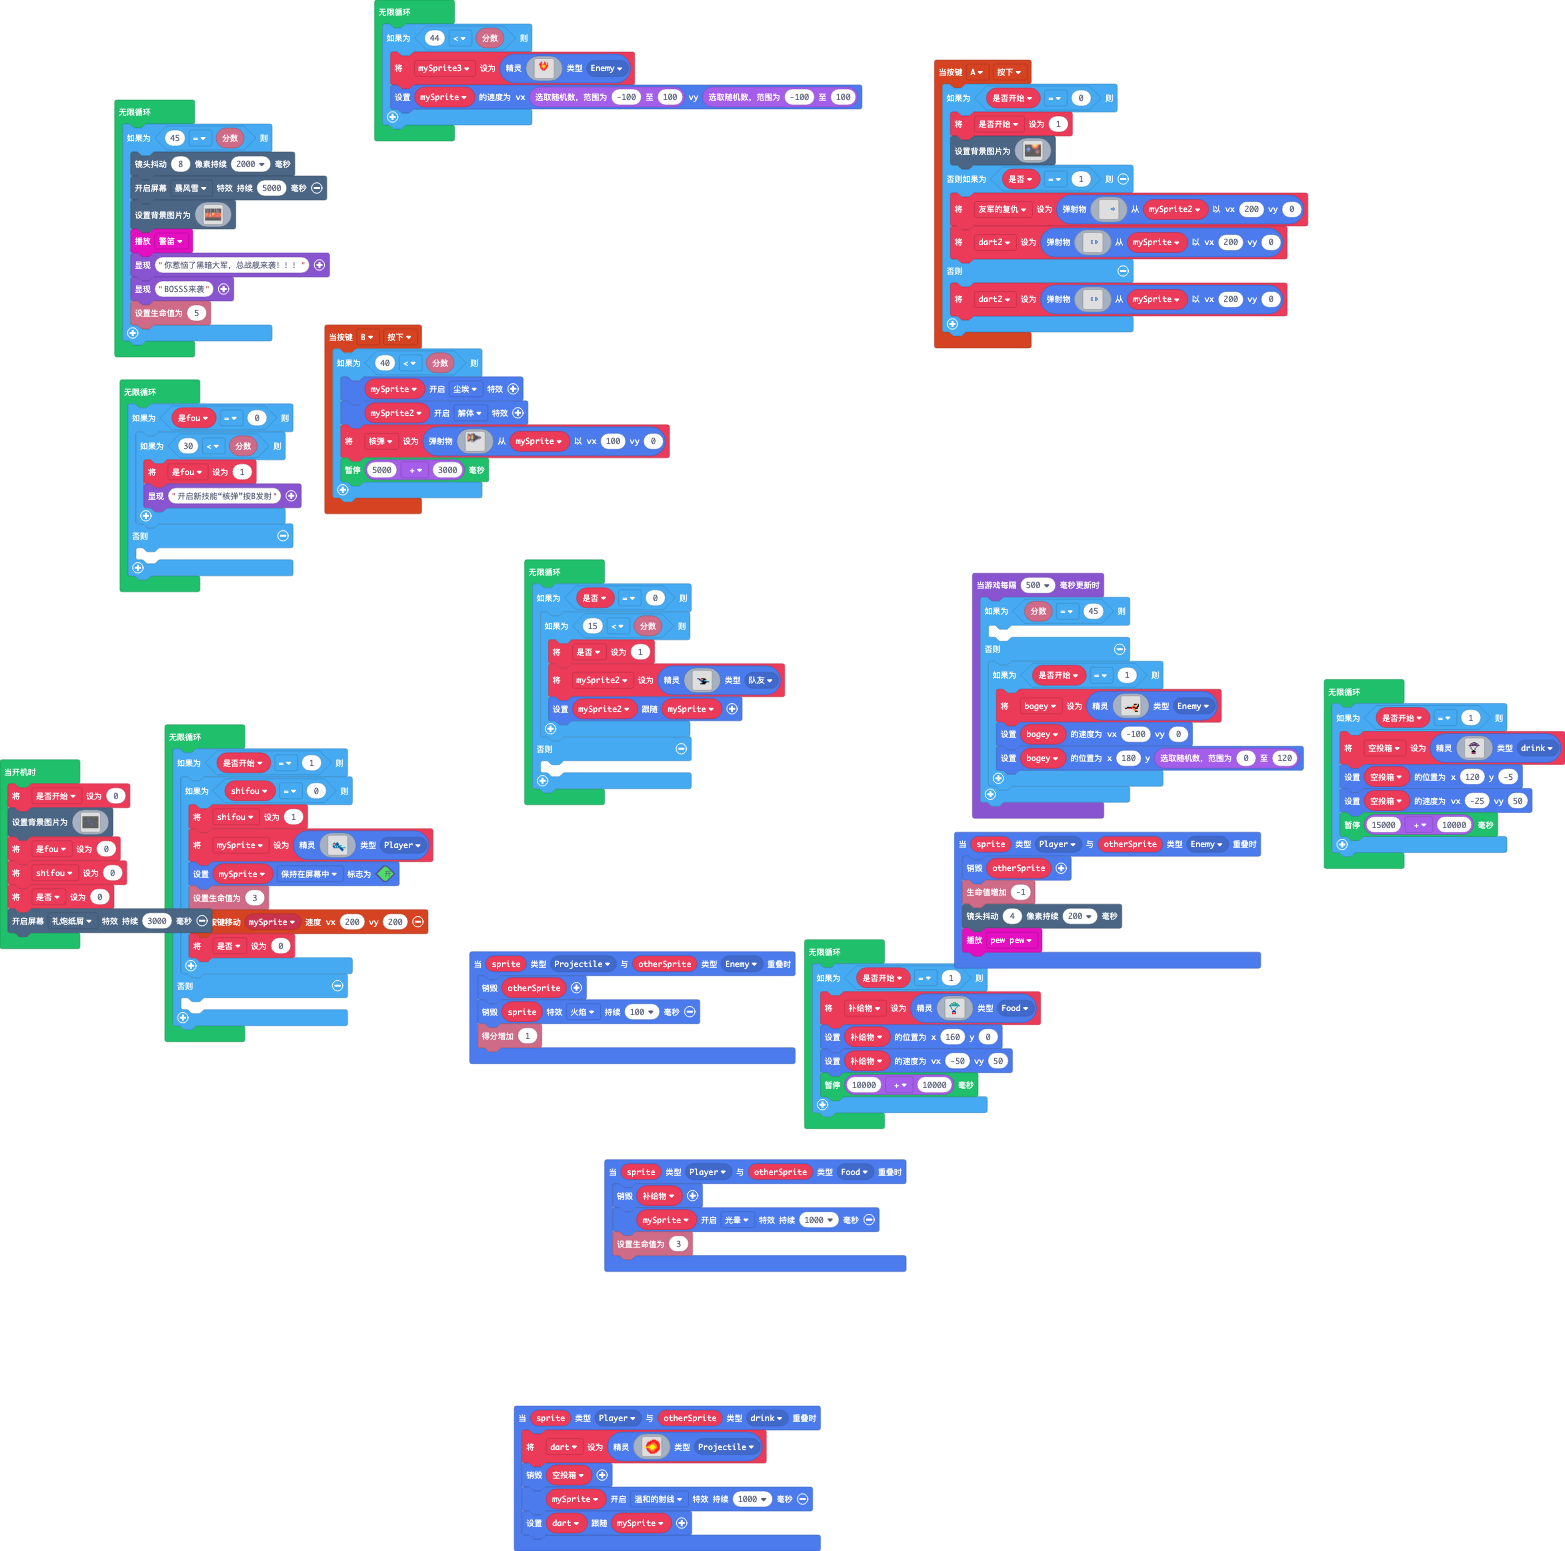 无限循环
如果为 44 < 分数 则
将 mySprite3 设为 精灵 类型 Enemy
设置 mySprite 的速度为 vx 选取随机数，范围为 -100 至 100 vy 选取随机数，范围为 -100 至 100
当按键 A 按下
如果为 是否开始 = 0 则
将 是否开始 设为 1
设置背景图片为
否则如果为 是否 = 1 则
将 友军的复仇 设为 弹射物 从 mySprite2 以 vx 200 vy 0
将 dart2 设为 弹射物 从 mySprite 以 vx 200 vy 0
否则
将 dart2 设为 弹射物 从 mySprite 以 vx 200 vy 0
无限循环
如果为 45 = 分数 则
镜头抖动 8 像素持续 2000 毫秒
开启屏幕 暴风雪 特效 持续 5000 毫秒
设置背景图片为
播放 警笛
显现 "你惹恼了黑暗大军，总战舰来袭！！！"
显现 "BOSSS来袭"
设置生命值为 5
当按键 B 按下
如果为 40 < 分数 则
mySprite 开启 尘埃 特效
mySprite2 开启 解体 特效
将 核弹 设为 弹射物 从 mySprite 以 vx 100 vy 0
暂停 5000 + 3000 毫秒
无限循环
如果为 是fou = 0 则
如果为 30 < 分数 则
将 是fou 设为 1
显现 "开启新技能“核弹”按B发射"
否则
无限循环
如果为 是否 = 0 则
如果为 15 < 分数 则
将 是否 设为 1
将 mySprite2 设为 精灵 类型 队友
设置 mySprite2 跟随 mySprite
否则
当游戏每隔 500 毫秒更新时
如果为 分数 = 45 则
否则
如果为 是否开始 = 1 则
将 bogey 设为 精灵 类型 Enemy
设置 bogey 的速度为 vx -100 vy 0
设置 bogey 的位置为 x 180 y 选取随机数，范围为 0 至 120
无限循环
如果为 是否开始 = 1 则
将 空投箱 设为 精灵 类型 drink
设置 空投箱 的位置为 x 120 y -5
设置 空投箱 的速度为 vx -25 vy 50
暂停 15000 + 10000 毫秒
当开机时
将 是否开始 设为 0
设置背景图片为
将 是fou 设为 0
将 shifou 设为 0
将 是否 设为 0
开启屏幕 礼炮纸屑 特效 持续 3000 毫秒
无限循环
如果为 是否开始 = 1 则
如果为 shifou = 0 则
将 shifou 设为 1
将 mySprite 设为 精灵 类型 Player
设置 mySprite 保持在屏幕中 标志为 开
设置生命值为 3
按键移动 mySprite 速度 vx 200 vy 200
将 是否 设为 0
否则
当 sprite 类型 Player 与 otherSprite 类型 Enemy 重叠时
销毁 otherSprite
生命值增加 -1
镜头抖动 4 像素持续 200 毫秒
播放 pew pew
当 sprite 类型 Projectile 与 otherSprite 类型 Enemy 重叠时
销毁 otherSprite
销毁 sprite 特效 火焰 持续 100 毫秒
得分增加 1
无限循环
如果为 是否开始 = 1 则
将 补给物 设为 精灵 类型 Food
设置 补给物 的位置为 x 160 y 0
设置 补给物 的速度为 vx -50 vy 50
暂停 10000 + 10000 毫秒
当 sprite 类型 Player 与 otherSprite 类型 Food 重叠时
销毁 补给物
mySprite 开启 光晕 特效 持续 1000 毫秒
设置生命值为 3
当 sprite 类型 Player 与 otherSprite 类型 drink 重叠时
将 dart 设为 精灵 类型 Projectile
销毁 空投箱
mySprite 开启 温和的射线 特效 持续 1000 毫秒
设置 dart 跟随 mySprite